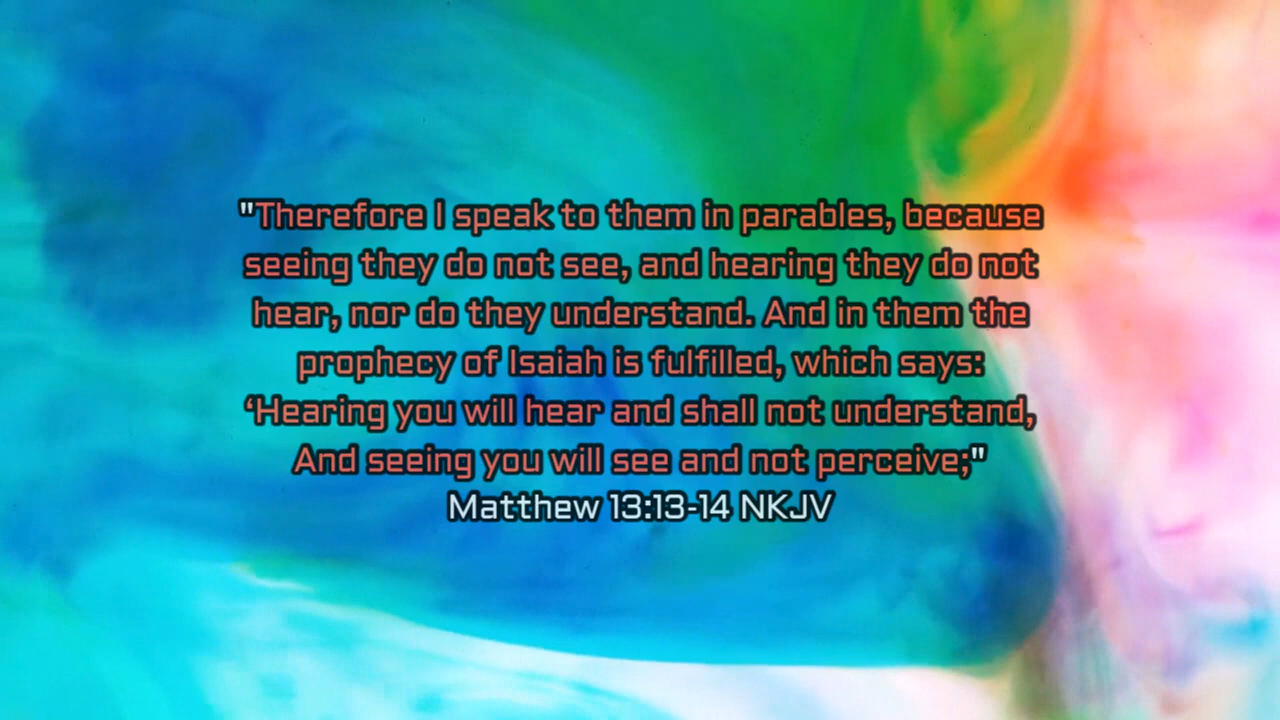 "Therefore I speak to them in parables, because
seeing they do not see, and hearing they do not
hear, nor do they understand. And in them the
prophecy of Isaiah is fulfilled, which says:
‘Hearing you will hear and shall not understand,
And seeing you will see and not perceive;"
Matthew 13:13-14 NKJV